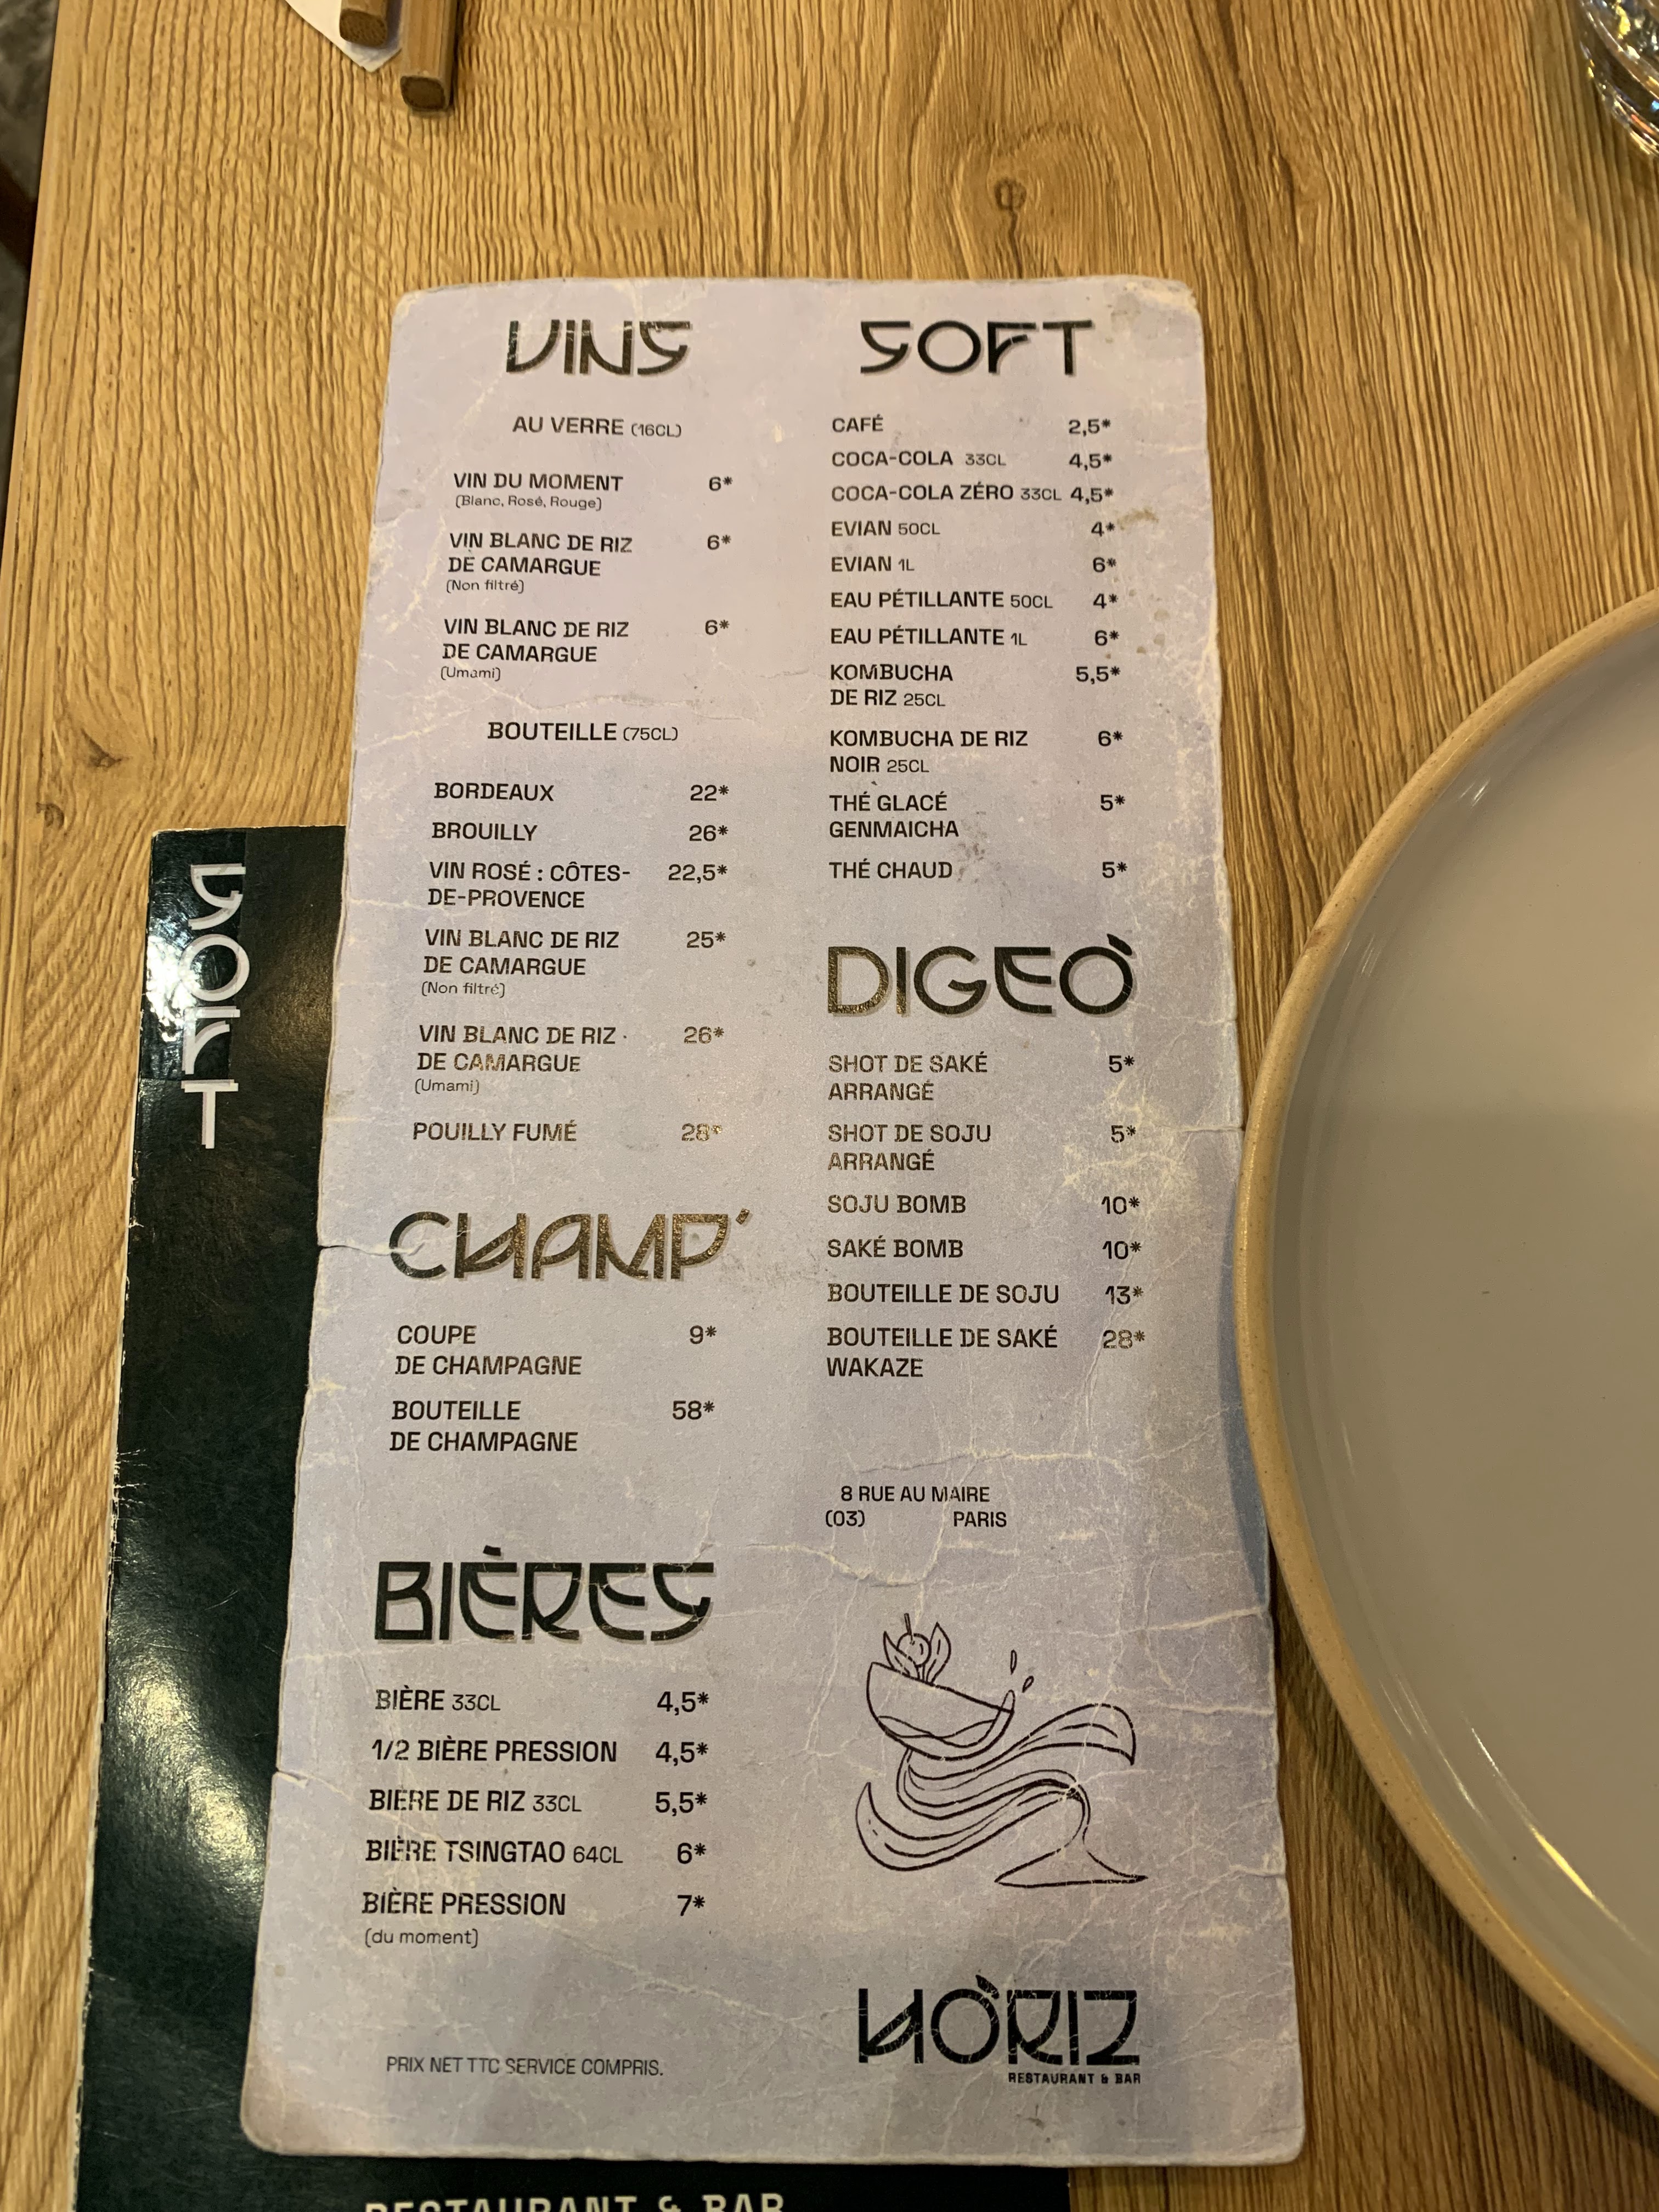 VINS
AU VERRE (16CL)
VIN DU MOMENT 6*
(Blanc, Rosé, Rouge)
VIN BLANC DE RIZ 6*
DE CAMARGUE
(Non filtré)
VIN BLANC DE RIZ 6*
DE CAMARGUE
(Umami)
BOUTEILLE (75CL)
BORDEAUX 22*
BROUILLY 26*
VIN ROSÉ : CÔTES- 22,5*
DE-PROVENCE
VIN BLANC DE RIZ 25*
DE CAMARGUE
(Non filtré)
VIN BLANC DE RIZ 26*
DE CAMARGUE
(Umami)
POUILLY FUMÉ 28*
CHAMP'
COUPE 9*
DE CHAMPAGNE
BOUTEILLE 58*
DE CHAMPAGNE
BIÈRES
BIÈRE 33CL 4,5*
1/2 BIÈRE PRESSION 4,5*
BIÈRE DE RIZ 33CL 5,5*
BIÈRE TSINGTAO 64CL 6*
BIÈRE PRESSION 7*
(du moment)
PRIX NET TTC SERVICE COMPRIS.
SOFT
CAFÉ 2,5*
COCA-COLA 33CL 4,5*
COCA-COLA ZÉRO 33CL 4,5*
EVIAN 50CL 4*
EVIAN 1L 6*
EAU PÉTILLANTE 50CL 4*
EAU PÉTILLANTE 1L 6*
KOMBUCHA 5,5*
DE RIZ 25CL
KOMBUCHA DE RIZ 6*
NOIR 25CL
THÉ GLACÉ 5*
GENMAICHA
THÉ CHAUD 5*
DIGEÒ
SHOT DE SAKÉ 5*
ARRANGÉ
SHOT DE SOJU 5*
ARRANGÉ
SOJU BOMB 10*
SAKÉ BOMB 10*
BOUTEILLE DE SOJU 13*
BOUTEILLE DE SAKÉ 28*
WAKAZE
8 RUE AU MAIRE
(03) PARIS
HÒRIZ
RESTAURANT & BAR
SOFT
RESTAURANT & BAR